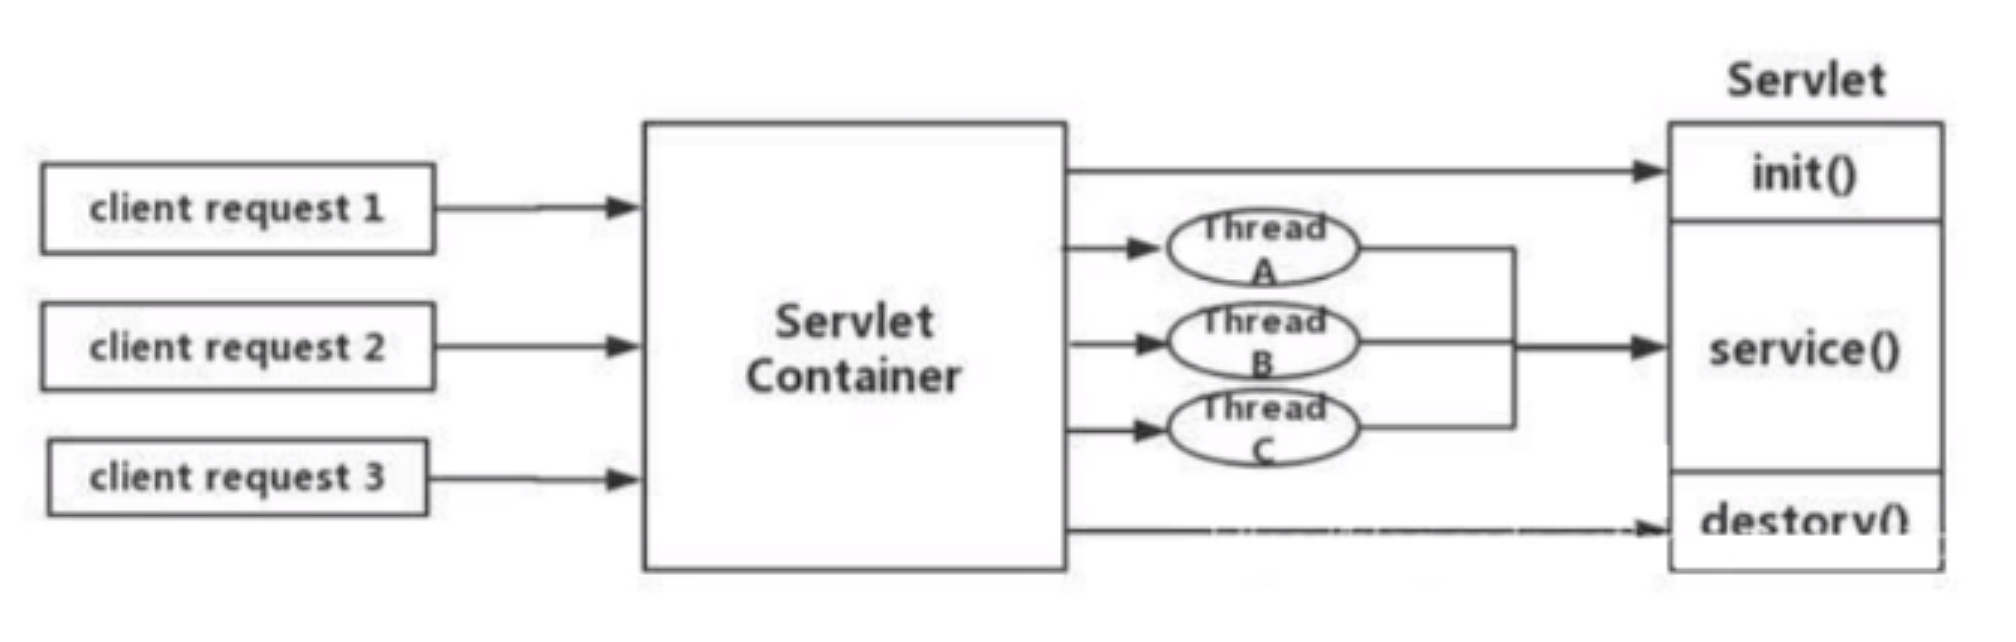 Servlet
init()
client request 1
Thread
A
client request 2
Servlet
Container
Thread
B
service()
Thread
C
client request 3
destory()